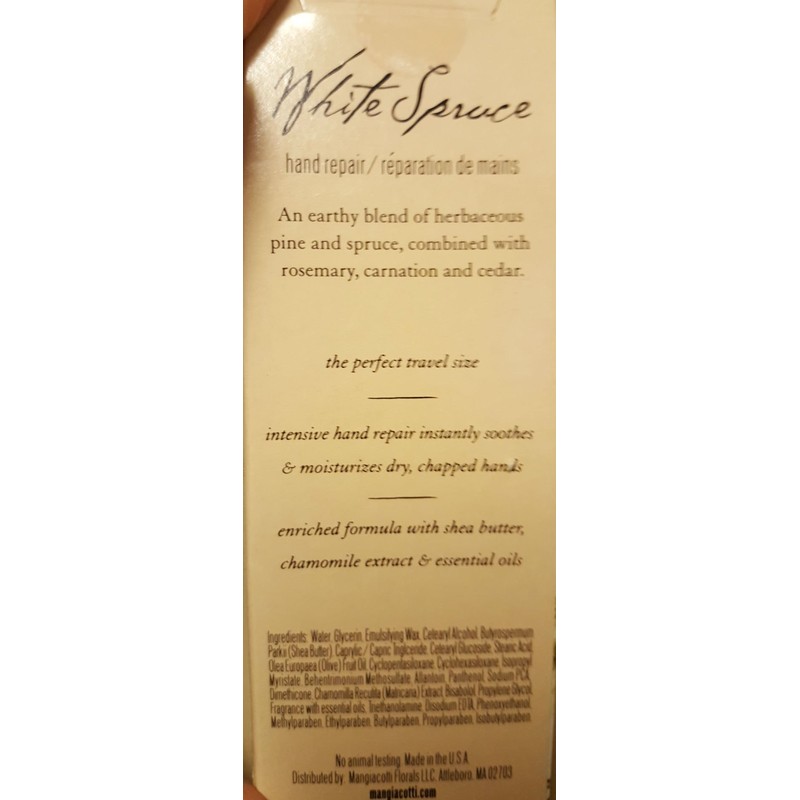 White Spruce
hand repair / réparation de mains
An earthy blend of herbaceous
pine and spruce, combined with
rosemary, carnation and cedar.
the perfect travel size
intensive hand repair instantly soothes
& moisturizes dry, chapped hands
enriched formula with shea butter,
chamomile extract & essential oils
Ingredients: Water, Glycerin, Emulsifying Wax, Cetearyl Alcohol, Butyrospermum
Parkii (Shea Butter), Caprylic / Capric Triglceride, Cetearyl Glucoside, Stearic Acid,
Olea Europaea (Olive) Fruit Oil, Cyclopentasiloxane, Cyclohexasiloxane, Isopropyl
Myristate, Behentrimonium Methosulfate, Allantoin, Panthenol, Sodium PCA,
Dimethicone, Chamomilla Recutita (Matricaria) Extract, Bisabolol, Propylene Glycol,
Fragrance with essential oils, Triethanolamine, Disodium EDTA, Phenoxyethanol,
Methylparaben, Ethylparaben, Butylparaben, Propylparaben, Isobutylparaben.
No animal testing. Made in the U.S.A.
Distributed by: Mangiacotti Florals LLC. Attleboro, MA 02703
mangiacotti.com